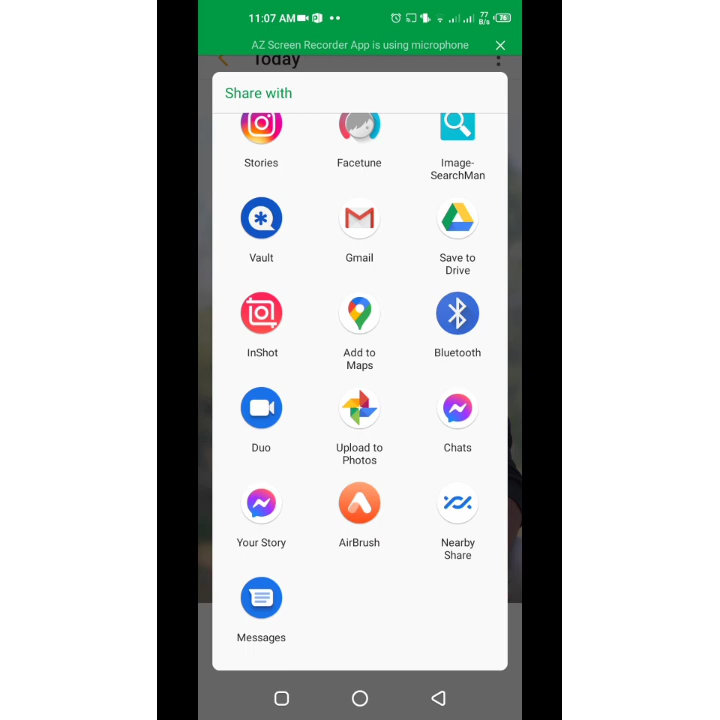 11:07 AM
77
B/s
76
AZ Screen Recorder App is using microphone
Today
Share with
Stories
Facetune
Image-
SearchMan
Vault
Gmail
Save to
Drive
InShot
Add to
Maps
Bluetooth
Duo
Upload to
Photos
Chats
Your Story
AirBrush
Nearby
Share
Messages